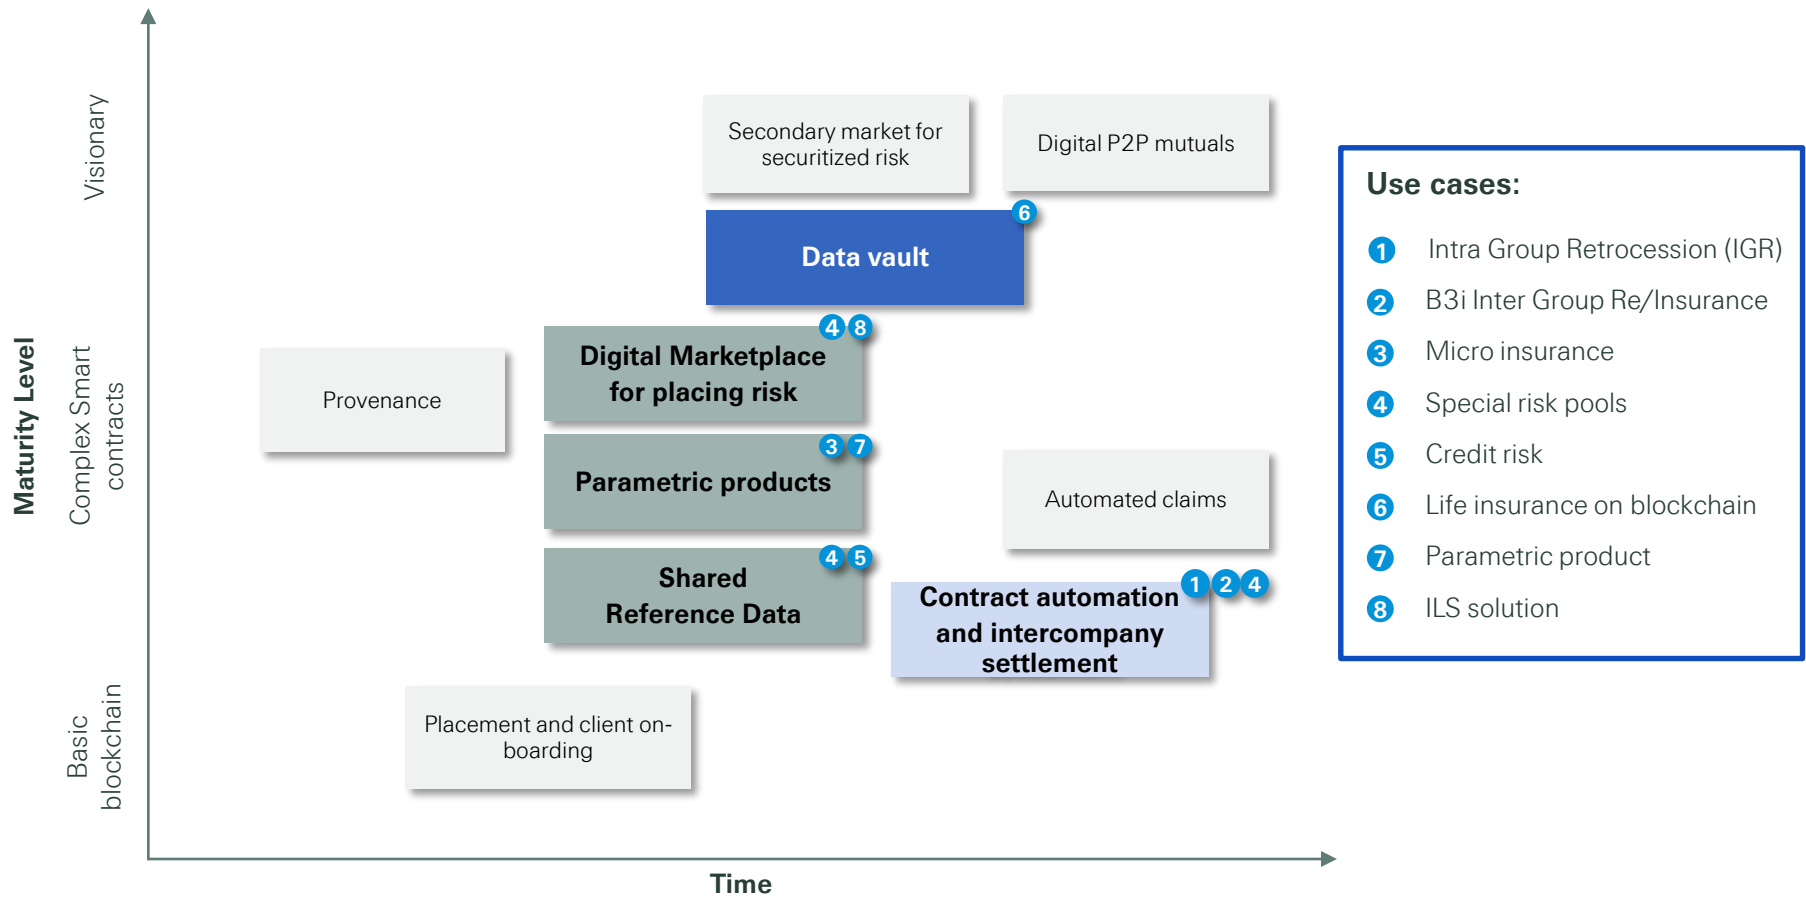 Maturity Level
Visionary
Complex Smart
contracts
Basic
blockchain
Secondary market for
securitized risk
Digital P2P mutuals
6
Data vault
4 8
Digital Marketplace
for placing risk
Provenance
3 7
Parametric products
Automated claims
4 5
Shared
Reference Data
1 2 4
Contract automation
and intercompany
settlement
Placement and client on-
boarding
Time
Use cases:
1 Intra Group Retrocession (IGR)
2 B3i Inter Group Re/Insurance
3 Micro insurance
4 Special risk pools
5 Credit risk
6 Life insurance on blockchain
7 Parametric product
8 ILS solution